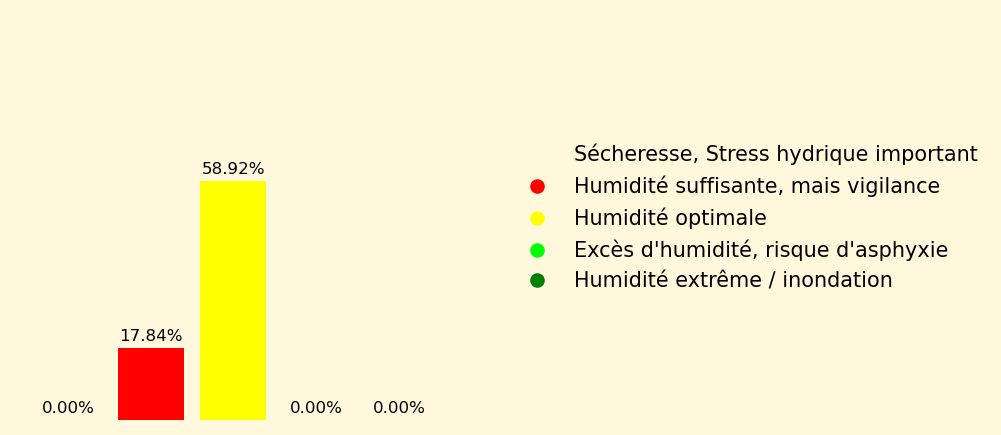 58.92%
17.84%
0.00%
0.00%
0.00%
Sécheresse, Stress hydrique important
Humidité suffisante, mais vigilance
Humidité optimale
Excès d'humidité, risque d'asphyxie
Humidité extrême / inondation